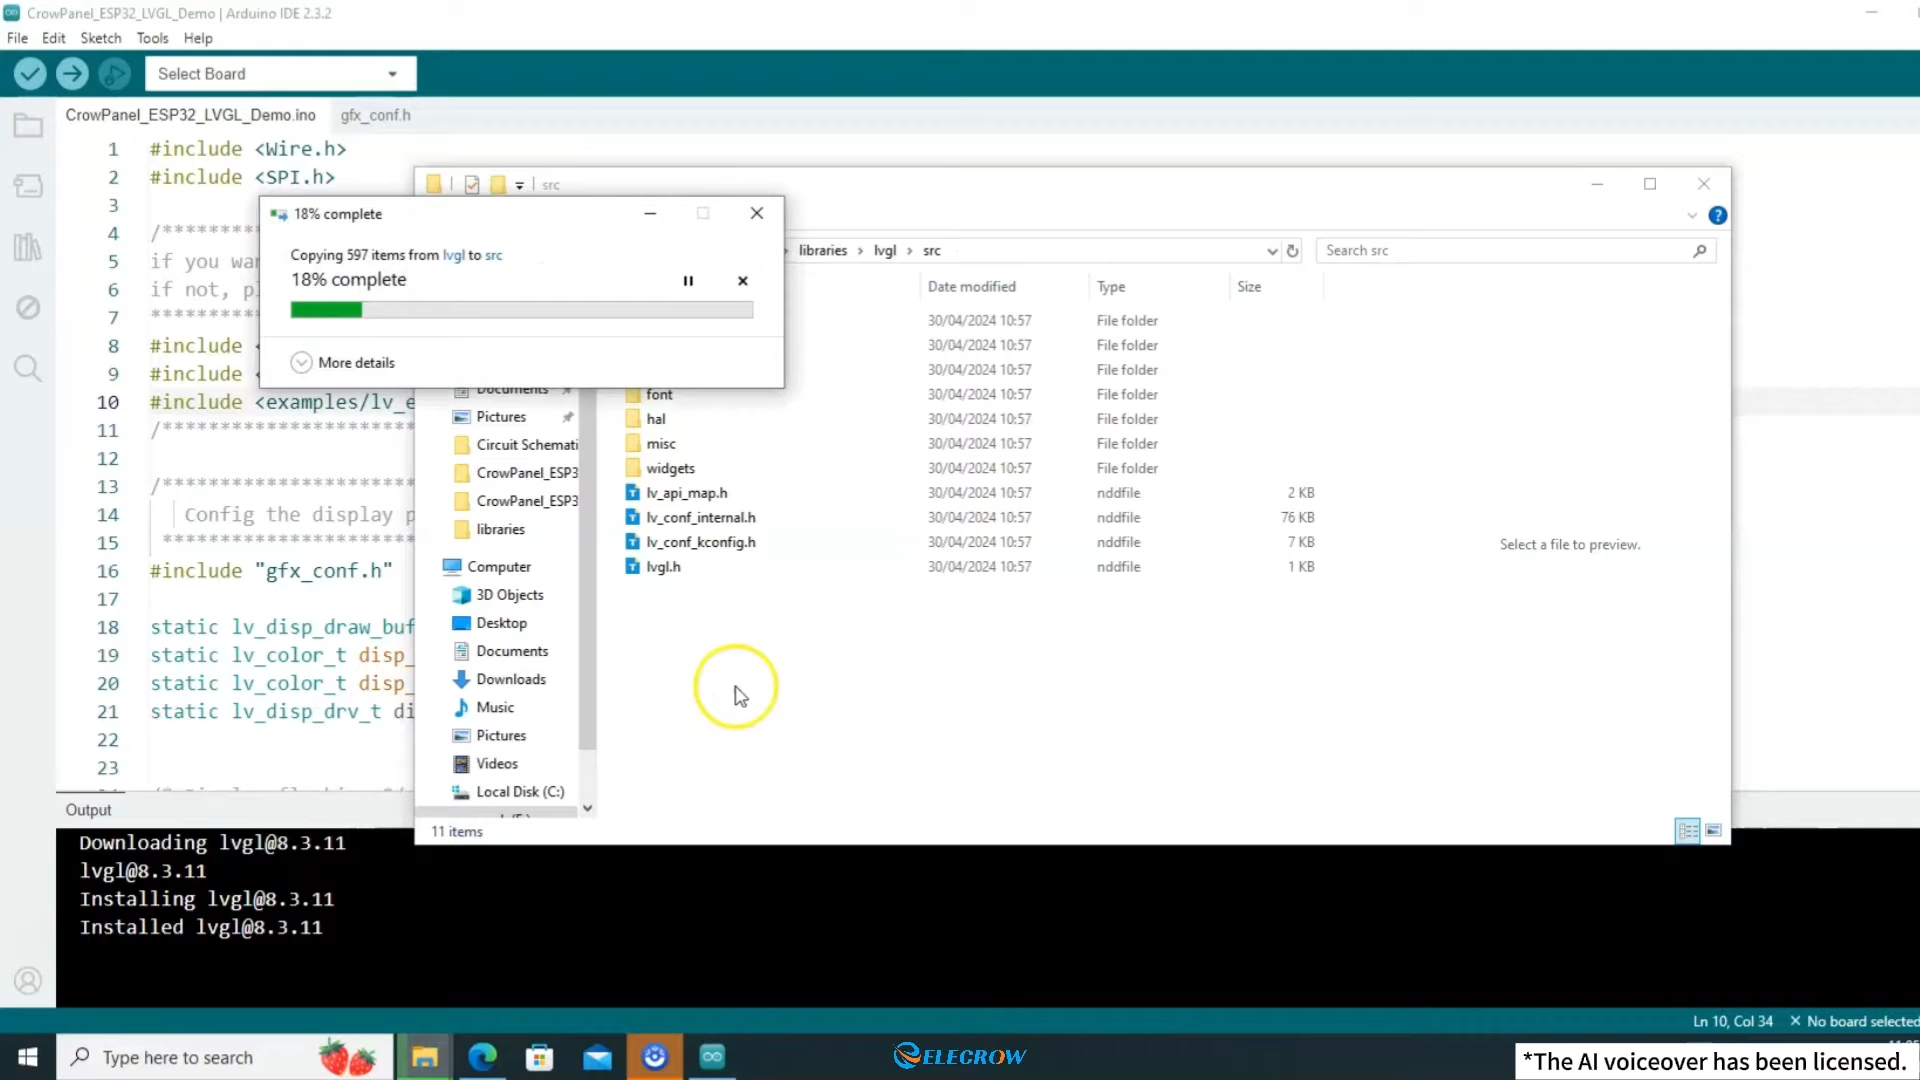 CrowPanel_ESP32_LVGL_Demo | Arduino IDE 2.3.2
File Edit Sketch Tools Help
Select Board
CrowPanel_ESP32_LVGL_Demo.ino gfx_conf.h
1 #include <Wire.h>
2 #include <SPI.h>
3
4 /*********
5 if you wan
6 if not, pl
7 *********
8 #include <
9 #include <
10 #include <examples/lv_e
11 /**********************
12
13 /**********************
14 Config the display p
15 **********************
16 #include "gfx_conf.h"
17
18 static lv_disp_draw_buf
19 static lv_color_t disp_
20 static lv_color_t disp_
21 static lv_disp_drv_t di
22
23
src
18% complete
Copying 597 items from lvgl to src
18% complete
More details
libraries > lvgl > src
Search src
Date modified Type Size
30/04/2024 10:57 File folder
30/04/2024 10:57 File folder
30/04/2024 10:57 File folder
font 30/04/2024 10:57 File folder
hal 30/04/2024 10:57 File folder
misc 30/04/2024 10:57 File folder
widgets 30/04/2024 10:57 File folder
lv_api_map.h 30/04/2024 10:57 nddfile 2 KB
lv_conf_internal.h 30/04/2024 10:57 nddfile 76 KB
lv_conf_kconfig.h 30/04/2024 10:57 nddfile 7 KB
lvgl.h 30/04/2024 10:57 nddfile 1 KB
Select a file to preview.
Documents
Pictures
Circuit Schemati
CrowPanel_ESP3
CrowPanel_ESP3
libraries
Computer
3D Objects
Desktop
Documents
Downloads
Music
Pictures
Videos
Local Disk (C:)
11 items
Output
Downloading lvgl@8.3.11
lvgl@8.3.11
Installing lvgl@8.3.11
Installed lvgl@8.3.11
Ln 10, Col 34 × No board selected
Type here to search
ELECROW
*The AI voiceover has been licensed.